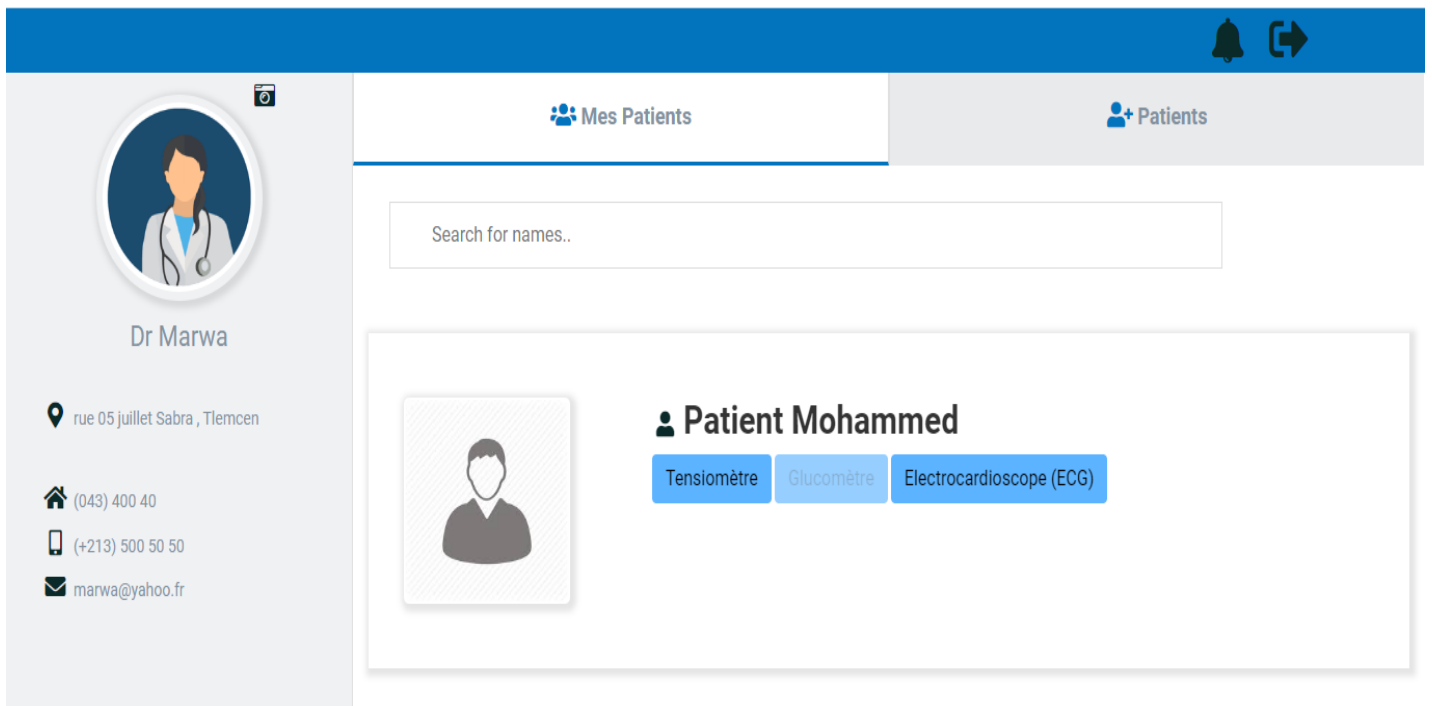 Mes Patients
Patients
Search for names..
Dr Marwa
rue 05 juillet Sabra , Tlemcen
(043) 400 40
(+213) 500 50 50
marwa@yahoo.fr
Patient Mohammed
Tensiomètre
Glucomètre
Electrocardioscope (ECG)